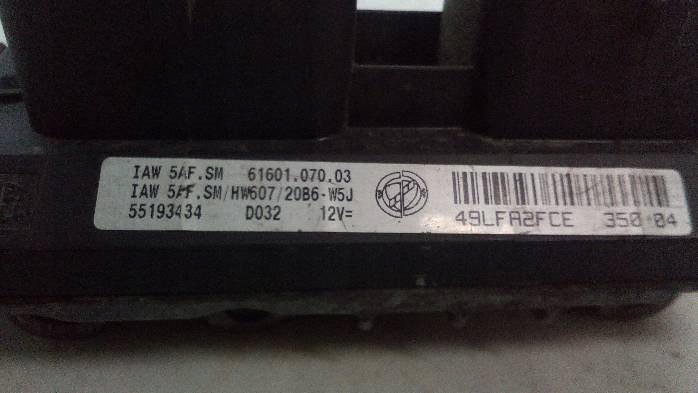 IAW 5AF.SM 61601.070.03
IAW 5AF.SM/HW607/20B6-W5J
55193434 D032 12V=
49LFA2FCE 350 04